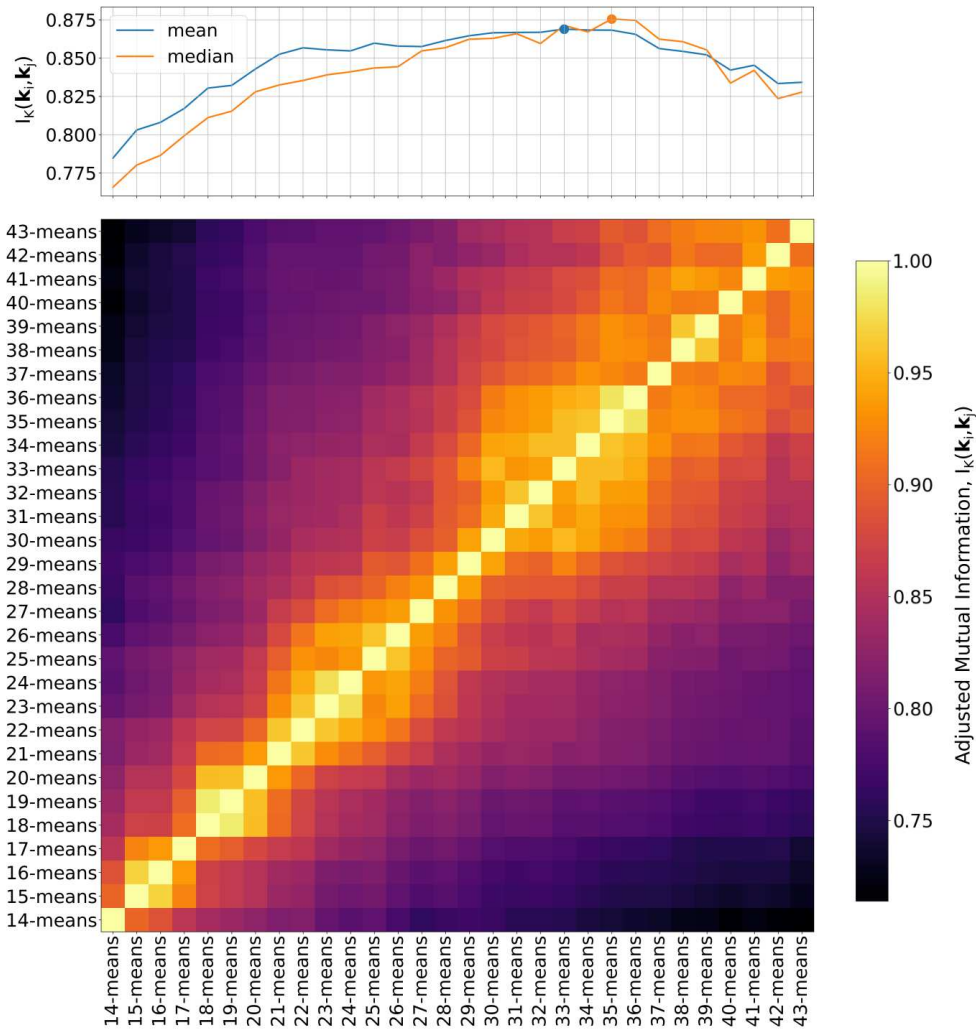 0.875
0.850
0.825
0.800
0.775
I_K(k_i,k_j)
mean
median
43-means
42-means
41-means
40-means
39-means
38-means
37-means
36-means
35-means
34-means
33-means
32-means
31-means
30-means
29-means
28-means
27-means
26-means
25-means
24-means
23-means
22-means
21-means
20-means
19-means
18-means
17-means
16-means
15-means
14-means
14-means
15-means
16-means
17-means
18-means
19-means
20-means
21-means
22-means
23-means
24-means
25-means
26-means
27-means
28-means
29-means
30-means
31-means
32-means
33-means
34-means
35-means
36-means
37-means
38-means
39-means
40-means
41-means
42-means
43-means
1.00
0.95
0.90
0.85
0.80
0.75
Adjusted Mutual Information, I_K(k_i,k_j)